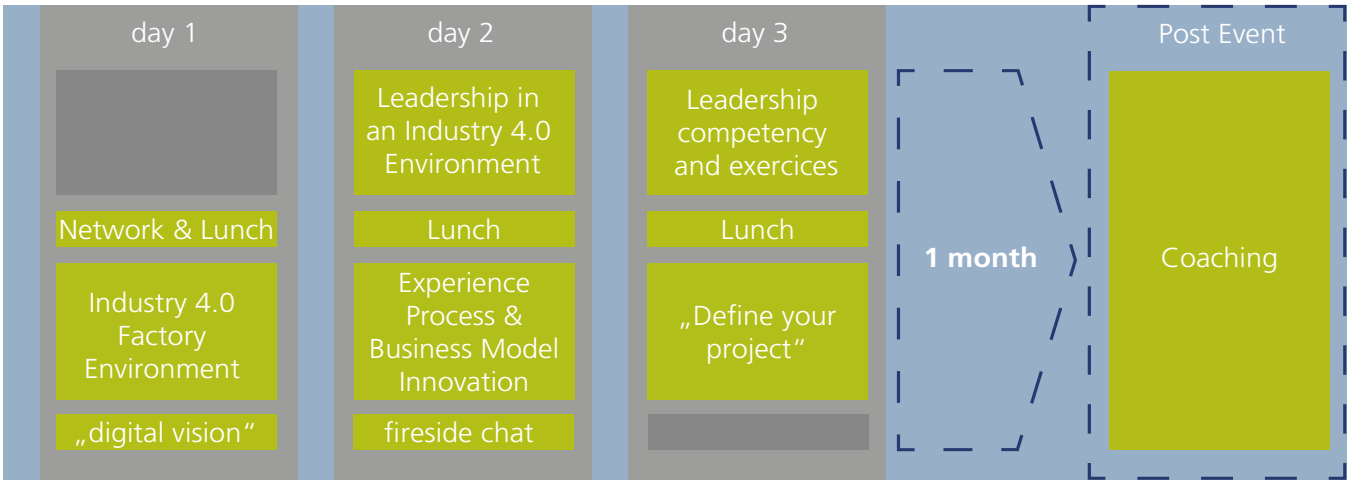 day 1
Network & Lunch
Industry 4.0
Factory
Environment
„digital vision“
day 2
Leadership in
an Industry 4.0
Environment
Lunch
Experience
Process &
Business Model
Innovation
fireside chat
day 3
Leadership
competency
and exercices
Lunch
„Define your
project“
1 month
Post Event
Coaching